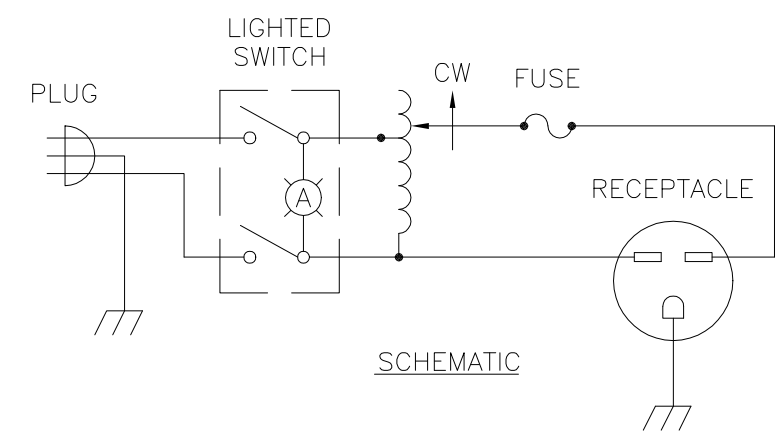 LIGHTED
SWITCH
PLUG
CW
FUSE
RECEPTACLE
A
SCHEMATIC